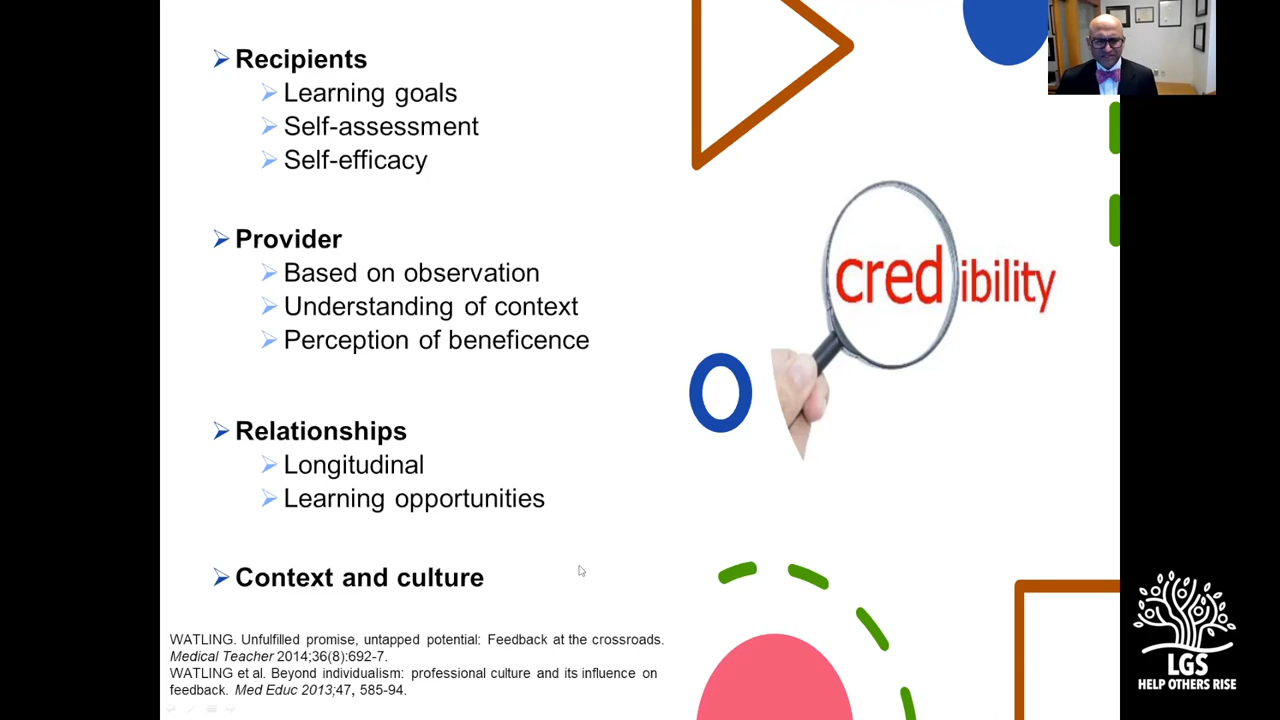 Recipients
Learning goals
Self-assessment
Self-efficacy
Provider
Based on observation
Understanding of context
Perception of beneficence
Relationships
Longitudinal
Learning opportunities
Context and culture
WATLING. Unfulfilled promise, untapped potential: Feedback at the crossroads.
Medical Teacher 2014;36(8):692-7.
WATLING et al. Beyond individualism: professional culture and its influence on
feedback. Med Educ 2013;47, 585-94.
credibility
LGS
HELP OTHERS RISE